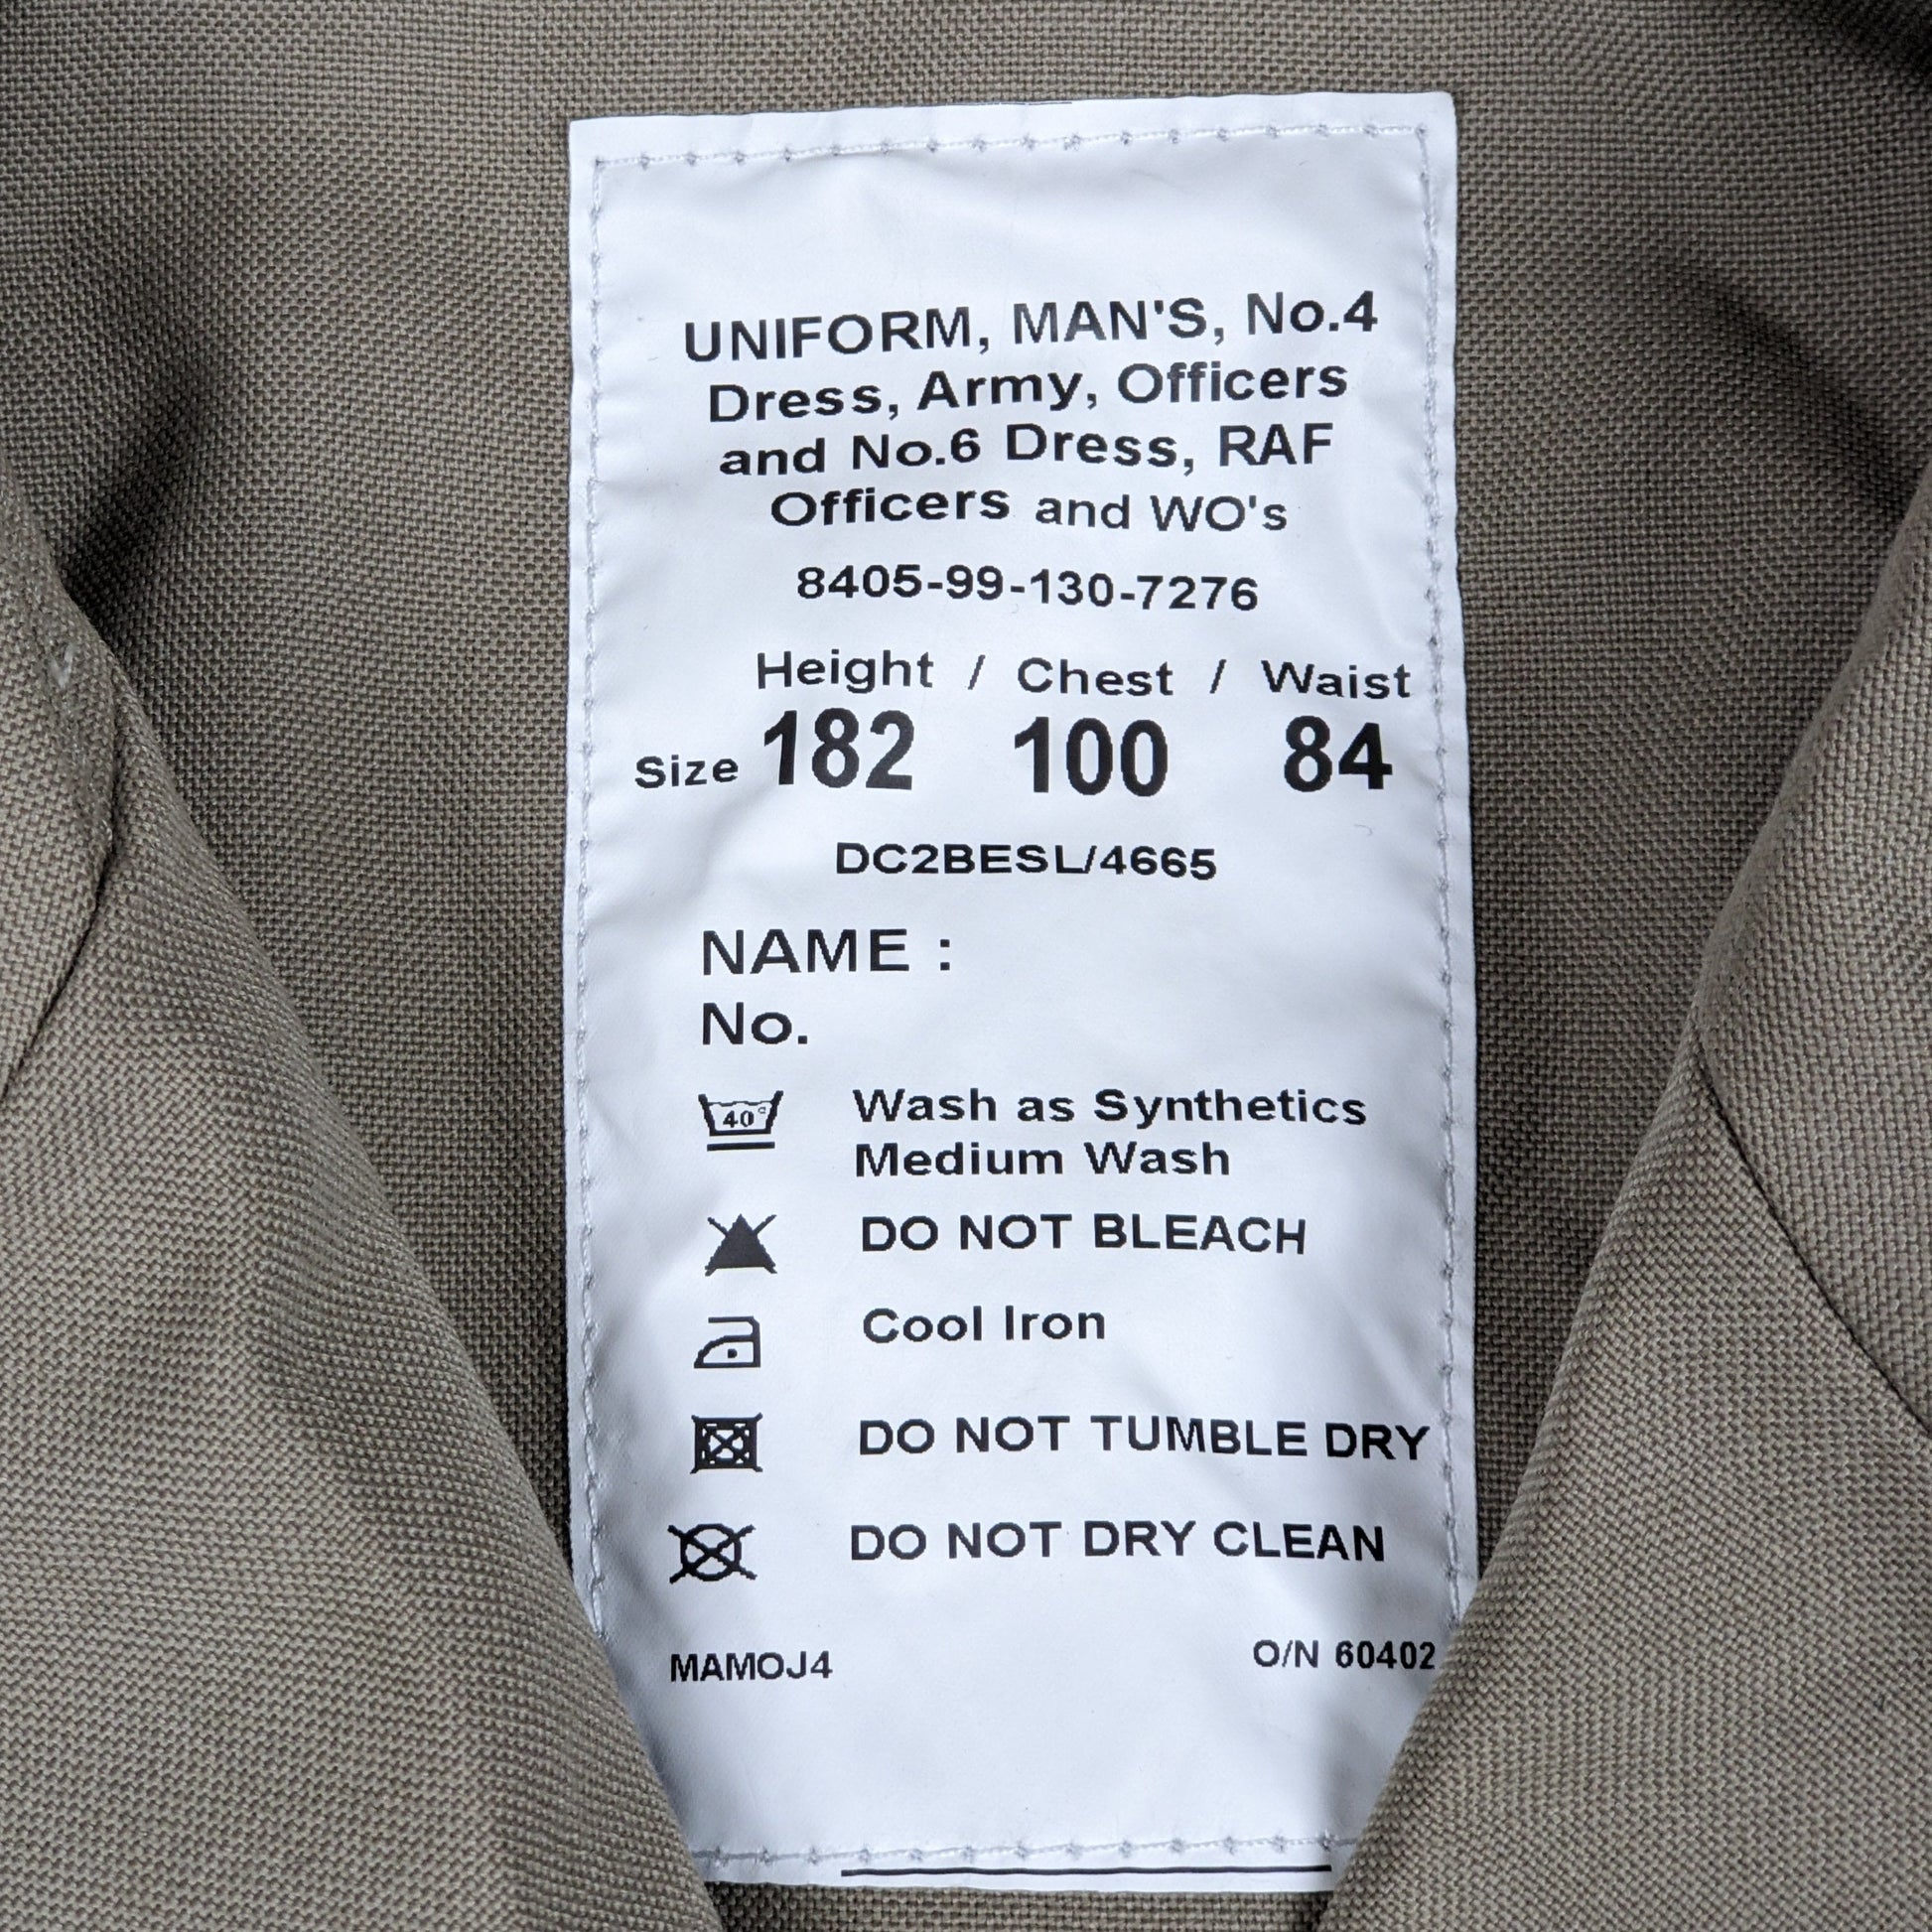 UNIFORM, MAN'S, No.4
Dress, Army, Officers
and No.6 Dress, RAF
Officers and WO's
8405-99-130-7276
Height / Chest / Waist
Size 182 100 84
DC2BESL/4665
NAME :
No.
40° Wash as Synthetics
Medium Wash
DO NOT BLEACH
Cool Iron
DO NOT TUMBLE DRY
DO NOT DRY CLEAN
MAMOJ4 O/N 60402